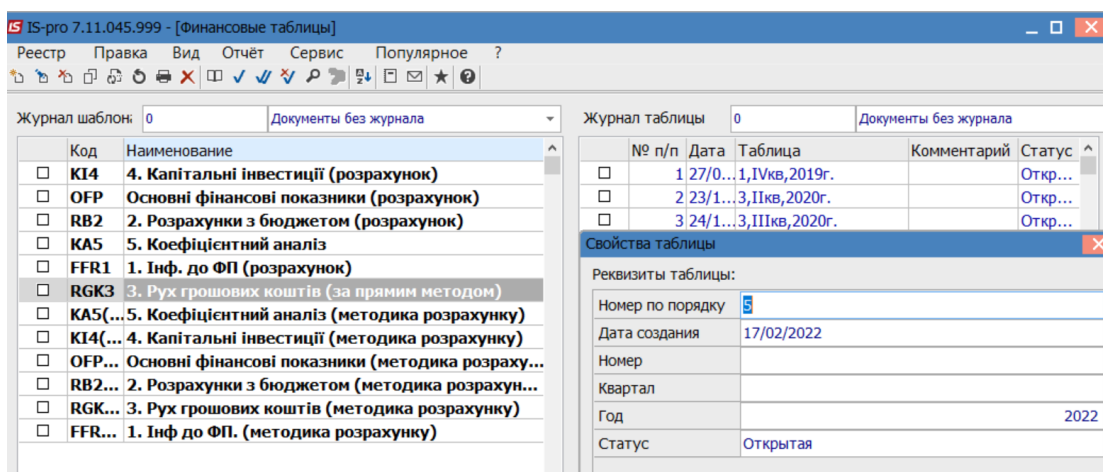 IS-pro 7.11.045.999 - [Финансовые таблицы]
Реестр Правка Вид Отчёт Сервис Популярное ?
Журнал шаблон 0 Документы без журнала
Код Наименование
KI4 4. Капітальні інвестиції (розрахунок)
OFP Основні фінансові показники (розрахунок)
RB2 2. Розрахунки з бюджетом (розрахунок)
KA5 5. Коефіцієнтний аналіз
FFR1 1. Інф. до ФП (розрахунок)
RGK3 3. Рух грошових коштів (за прямим методом)
KA5(... 5. Коефіцієнтний аналіз (методика розрахунку)
KI4(... 4. Капітальні інвестиції (методика розрахунку)
OFP... Основні фінансові показники (методика розраху...
RB2... 2. Розрахунки з бюджетом (методика розрахун...
RGK... 3. Рух грошових коштів (методика розрахунку)
FFR... 1. Інф до ФП. (методика розрахунку)
Журнал таблицы 0 Документы без журнала
№ п/п Дата Таблица Комментарий Статус
1 27/0... 1,IVкв,2019г. Откр...
2 23/1... 3,IIкв,2020г. Откр...
3 24/1... 3,IIIкв,2020г. Откр...
Свойства таблицы
Реквизиты таблицы:
Номер по порядку 5
Дата создания 17/02/2022
Номер
Квартал
Год 2022
Статус Открытая